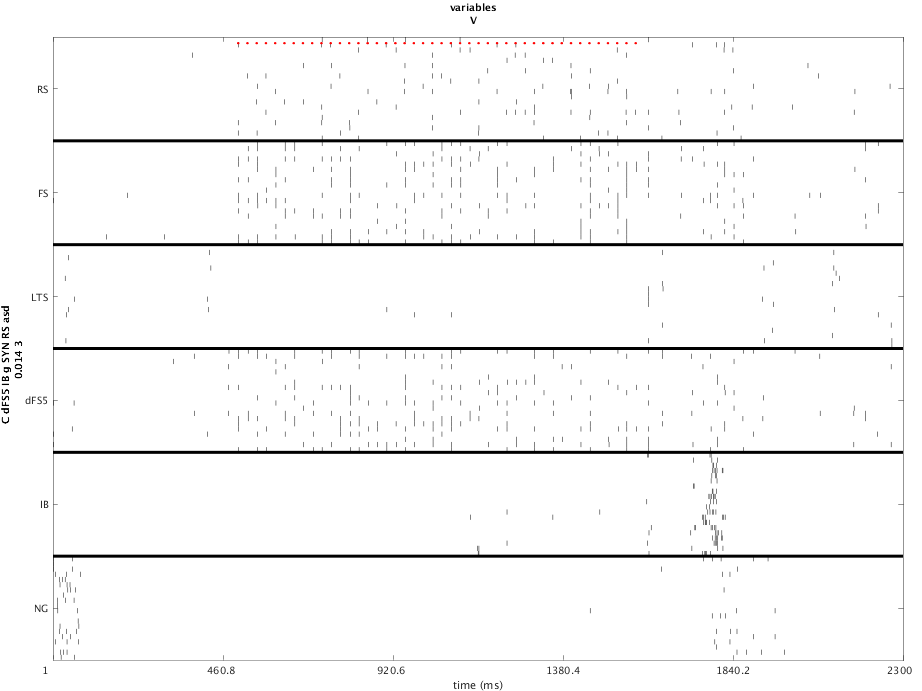 variables
V
C dFS5 IB g SYN RS asd
0.014 3
RS
FS
LTS
dFS5
IB
NG
1
460.8
920.6
1380.4
1840.2
2300
time (ms)